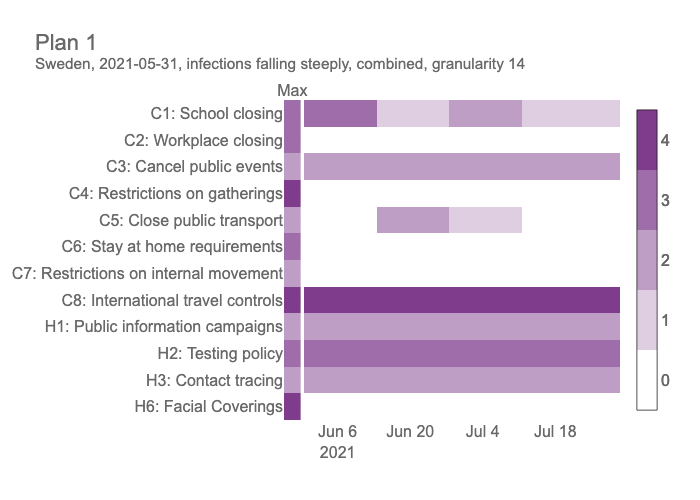 Plan 1
Sweden, 2021-05-31, infections falling steeply, combined, granularity 14
Max
C1: School closing
C2: Workplace closing
C3: Cancel public events
C4: Restrictions on gatherings
C5: Close public transport
C6: Stay at home requirements
C7: Restrictions on internal movement
C8: International travel controls
H1: Public information campaigns
H2: Testing policy
H3: Contact tracing
H6: Facial Coverings
4
3
2
1
0
Jun 6 Jun 20 Jul 4 Jul 18
2021